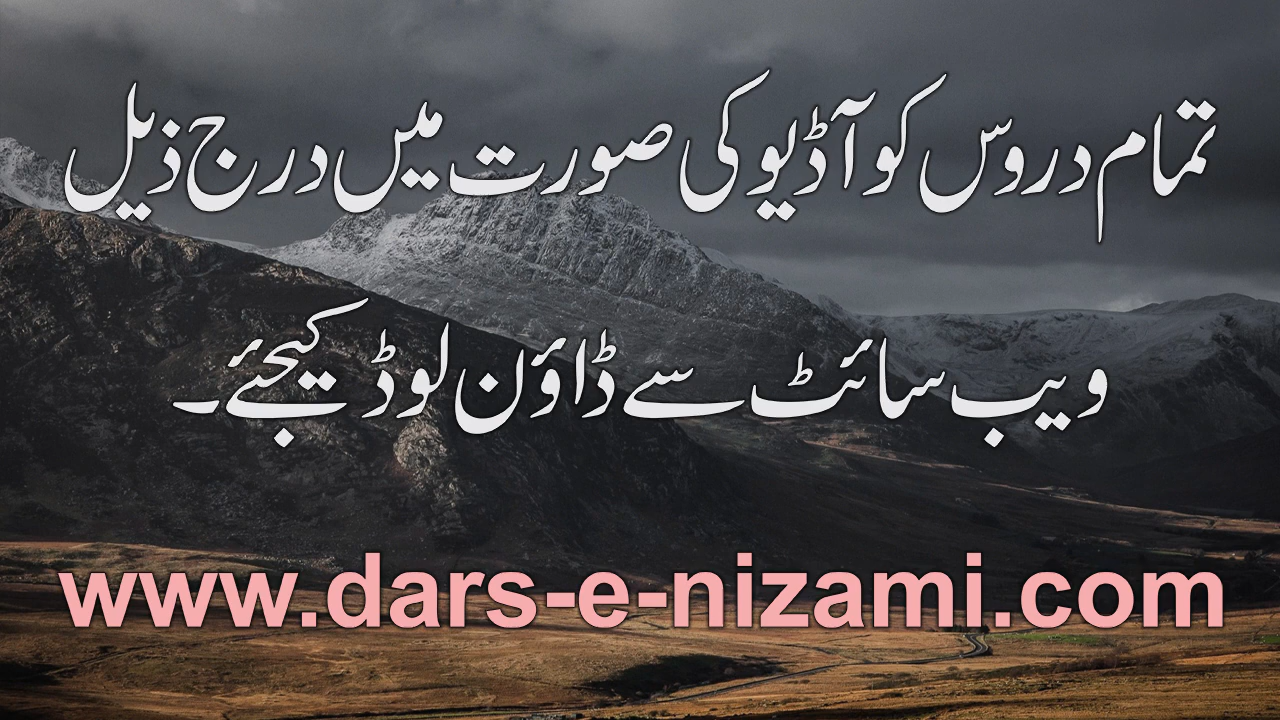 تمام دروس کو آڈیو کی صورت میں درج ذیل
ویب سائٹ سے ڈاؤن لوڈ کیجئے۔
www.dars-e-nizami.com